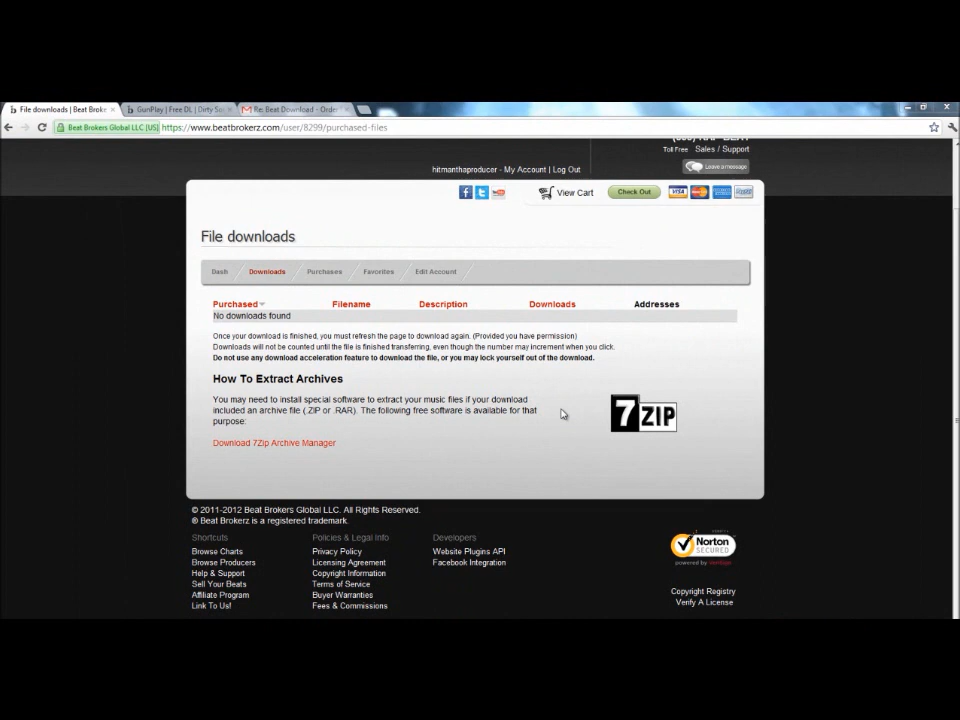 File downloads | Beat Broke
GunPlay | Free DL | Dirty So
Re: Beat Download - Order
Beat Brokers Global LLC [US]
https://www.beatbrokerz.com/user/8299/purchased-files
Toll Free Sales / Support
Leave a message
hitmanthaproducer - My Account | Log Out
View Cart
Check Out
VISA
File downloads
Dash
Downloads
Purchases
Favorites
Edit Account
Purchased Filename Description Downloads Addresses
No downloads found
Once your download is finished, you must refresh the page to download again. (Provided you have permission)
Downloads will not be counted until the file is finished transferring, even though the number may increment when you click.
Do not use any download acceleration feature to download the file, or you may lock yourself out of the download.
How To Extract Archives
You may need to install special software to extract your music files if your download
included an archive file (.ZIP or .RAR). The following free software is available for that
purpose:
7 ZIP
Download 7Zip Archive Manager
© 2011-2012 Beat Brokers Global LLC. All Rights Reserved.
® Beat Brokerz is a registered trademark.
Shortcuts
Browse Charts
Browse Producers
Help & Support
Sell Your Beats
Affiliate Program
Link To Us!
Policies & Legal Info
Privacy Policy
Licensing Agreement
Copyright Information
Terms of Service
Buyer Warranties
Fees & Commissions
Developers
Website Plugins API
Facebook Integration
Norton
SECURED
powered by VeriSign
Copyright Registry
Verify A License